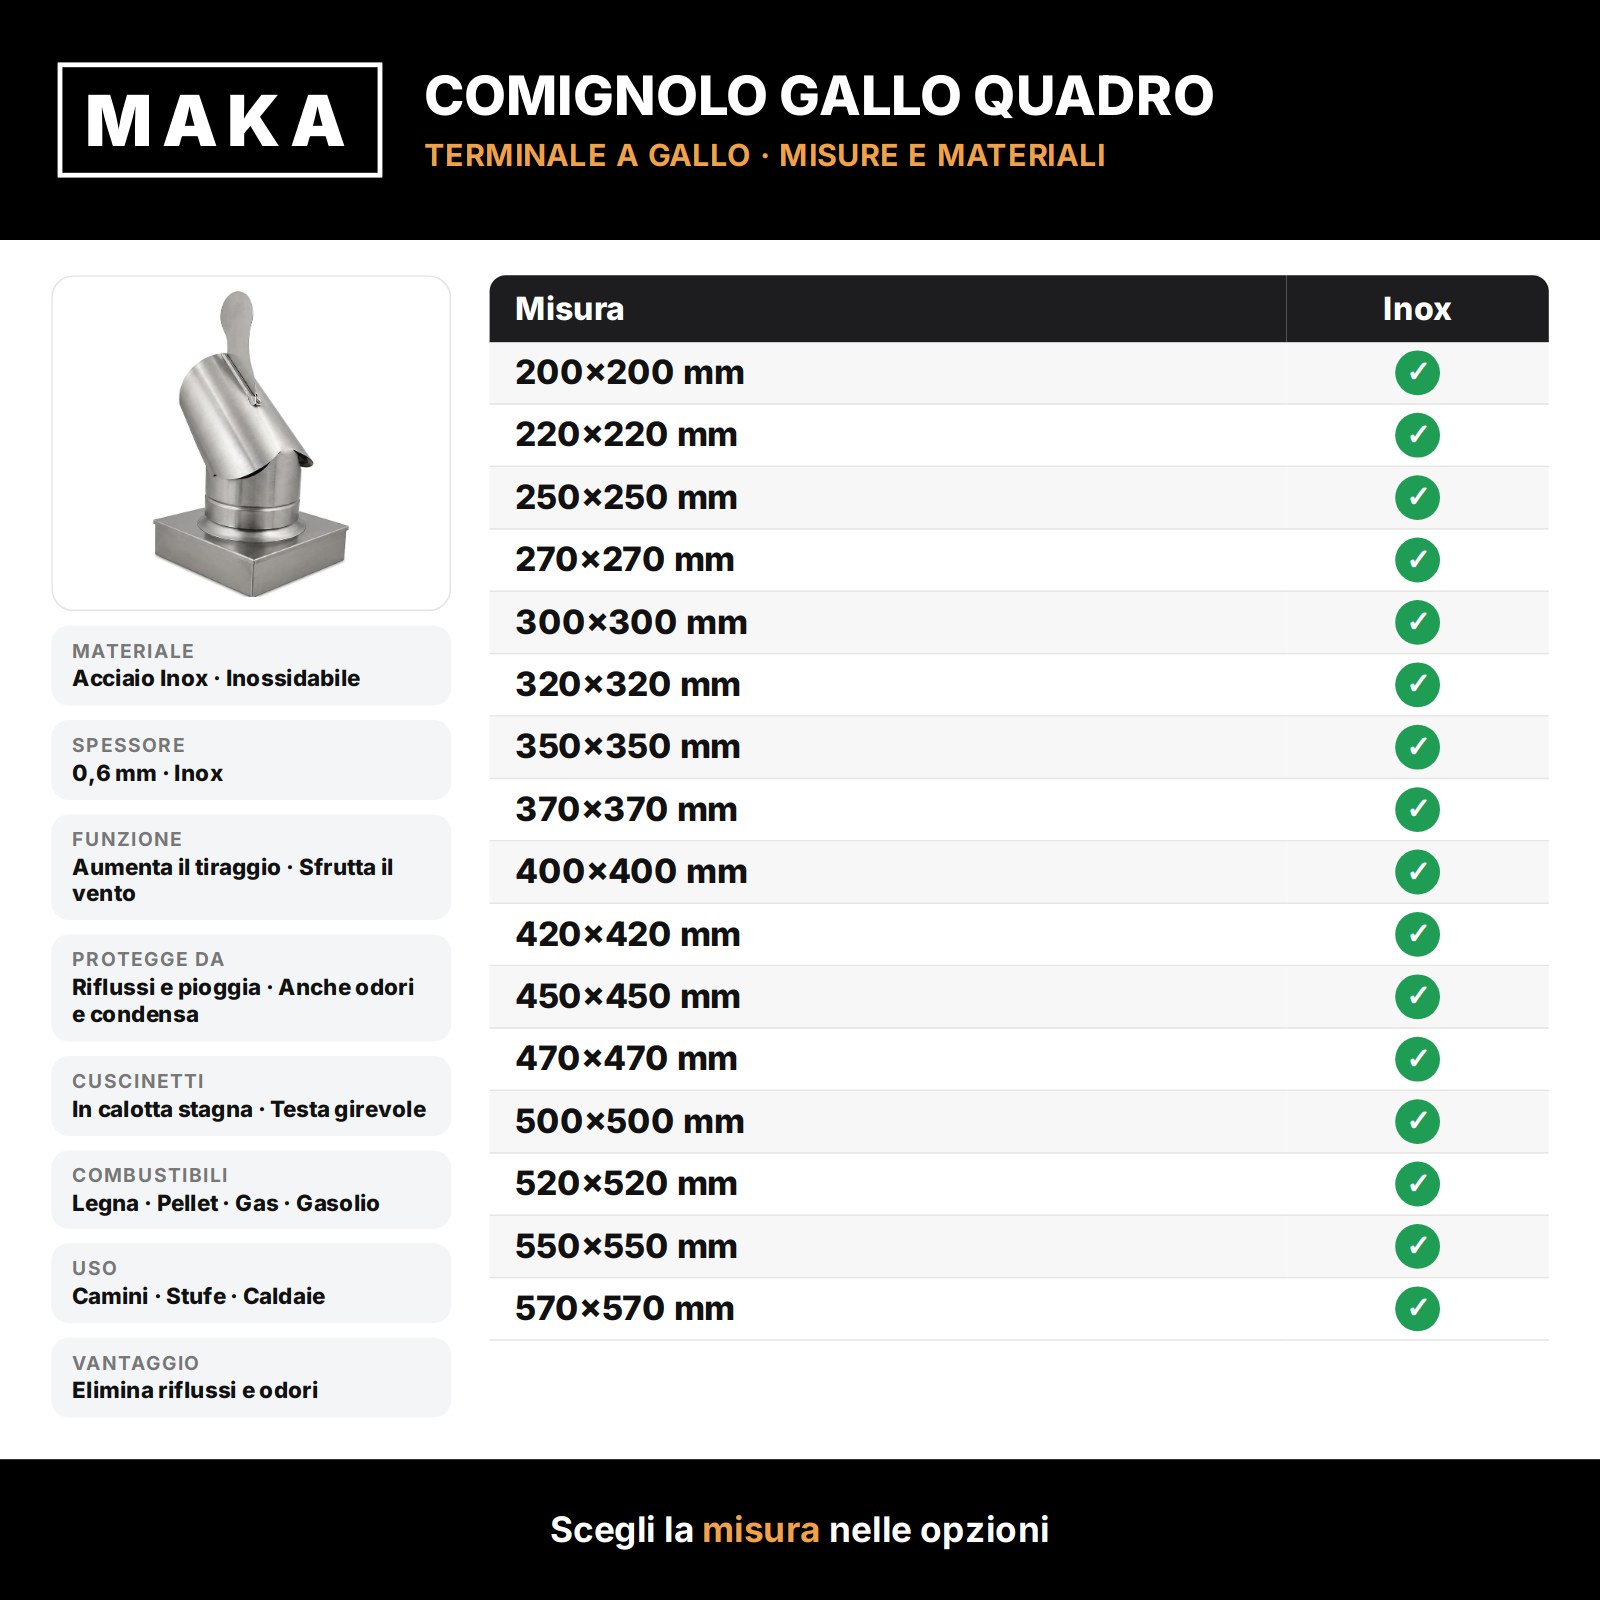 MAKA
COMIGNOLO GALLO QUADRO
TERMINALE A GALLO · MISURE E MATERIALI
MATERIALE
Acciaio Inox · Inossidabile
SPESSORE
0,6 mm · Inox
FUNZIONE
Aumenta il tiraggio · Sfrutta il
vento
PROTEGGE DA
Riflussi e pioggia · Anche odori
e condensa
CUSCINETTI
In calotta stagna · Testa girevole
COMBUSTIBILI
Legna · Pellet · Gas · Gasolio
USO
Camini · Stufe · Caldaie
VANTAGGIO
Elimina riflussi e odori
Misura Inox
200×200 mm ✓
220×220 mm ✓
250×250 mm ✓
270×270 mm ✓
300×300 mm ✓
320×320 mm ✓
350×350 mm ✓
370×370 mm ✓
400×400 mm ✓
420×420 mm ✓
450×450 mm ✓
470×470 mm ✓
500×500 mm ✓
520×520 mm ✓
550×550 mm ✓
570×570 mm ✓
Scegli la misura nelle opzioni